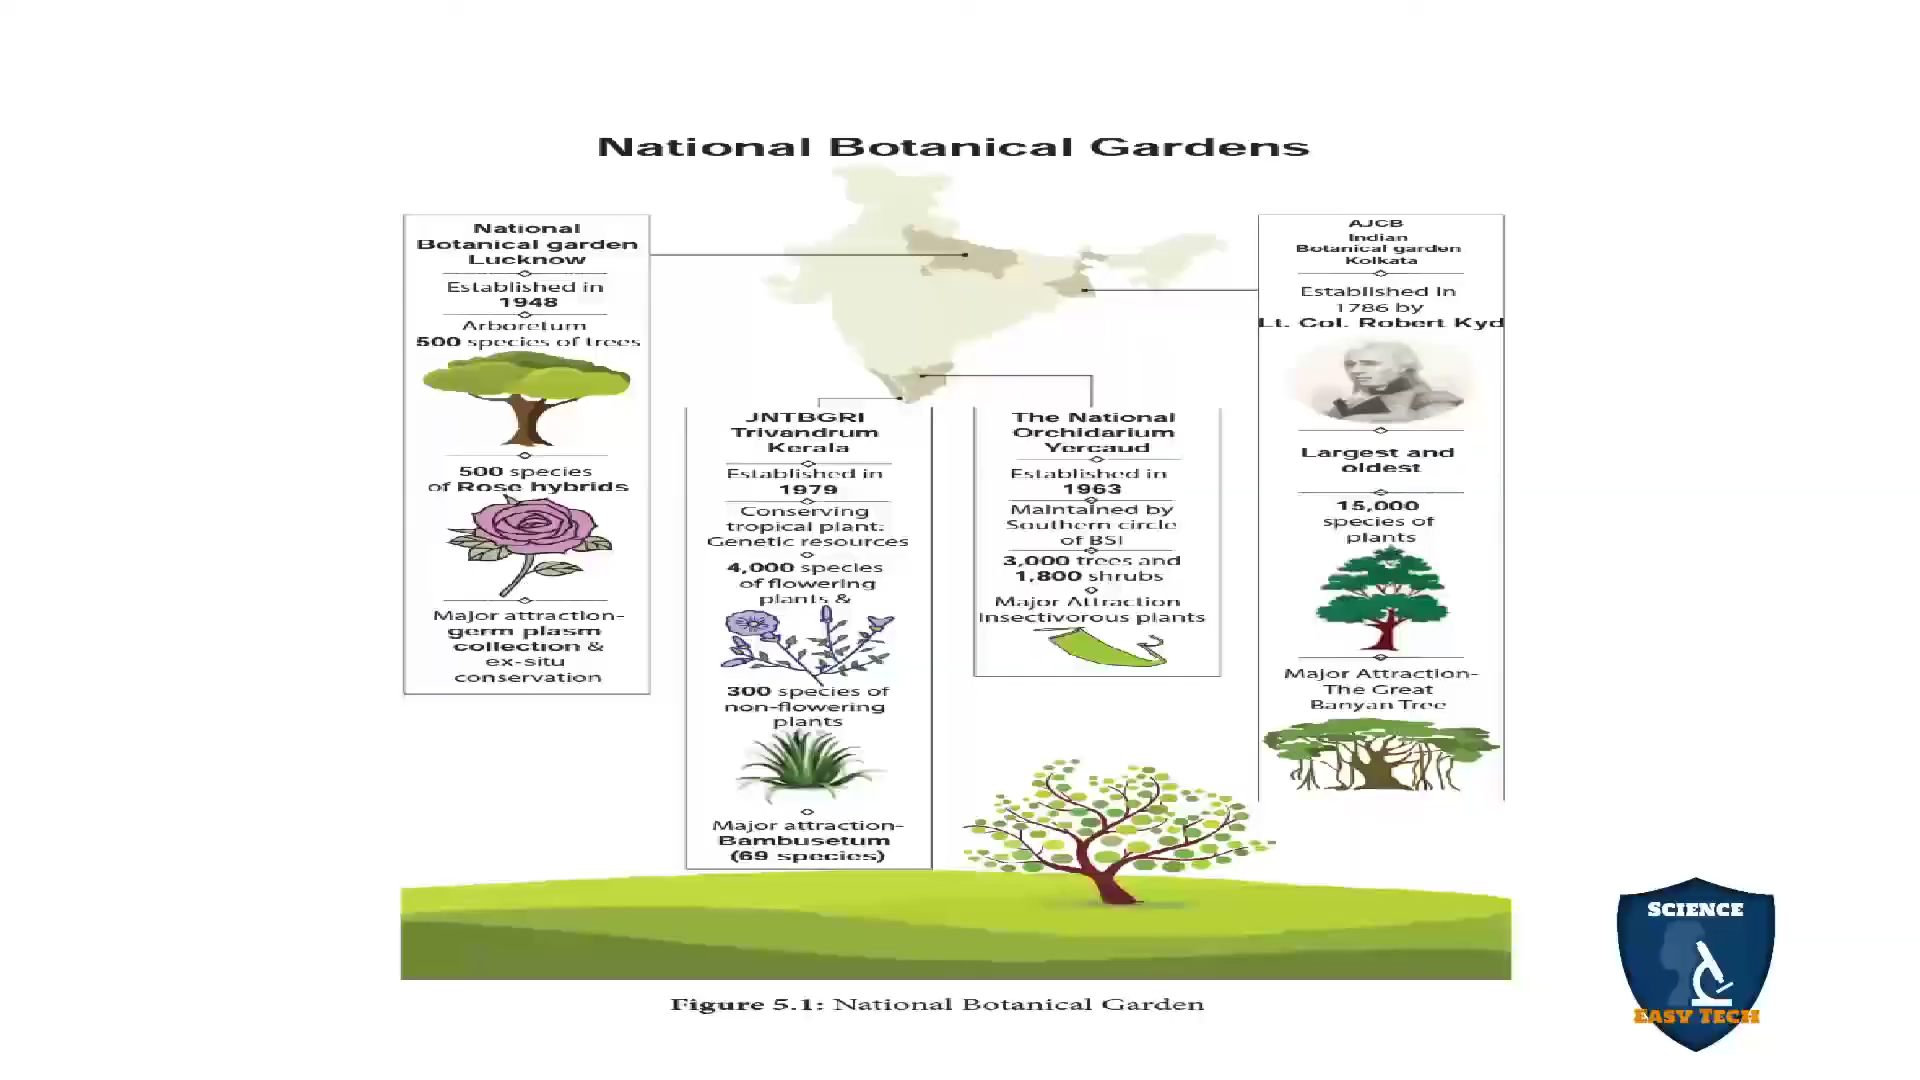 National Botanical Gardens
National
Botanical garden
Lucknow
Established in
1948
Arboretum
500 species of trees
500 species
of Rose hybrids
Major attraction-
germ plasm
collection &
ex-situ
conservation
JNTBGRI
Trivandrum
Kerala
Established in
1979
Conserving
tropical plant:
Genetic resources
4,000 species
of flowering
plants &
300 species of
non-flowering
plants
Major attraction-
Bambusetum
(69 species)
The National
Orchidarium
Yercaud
Established in
1963
Maintained by
Southern circle
of BSI
3,000 trees and
1,800 shrubs
Major Attraction
Insectivorous plants
AJCB
Indian
Botanical garden
Kolkata
Established in
1786 by
Lt. Col. Robert Kyd
Largest and
oldest
15,000
species of
plants
Major Attraction-
The Great
Banyan Tree
Figure 5.1: National Botanical Garden
SCIENCE
EASY TECH